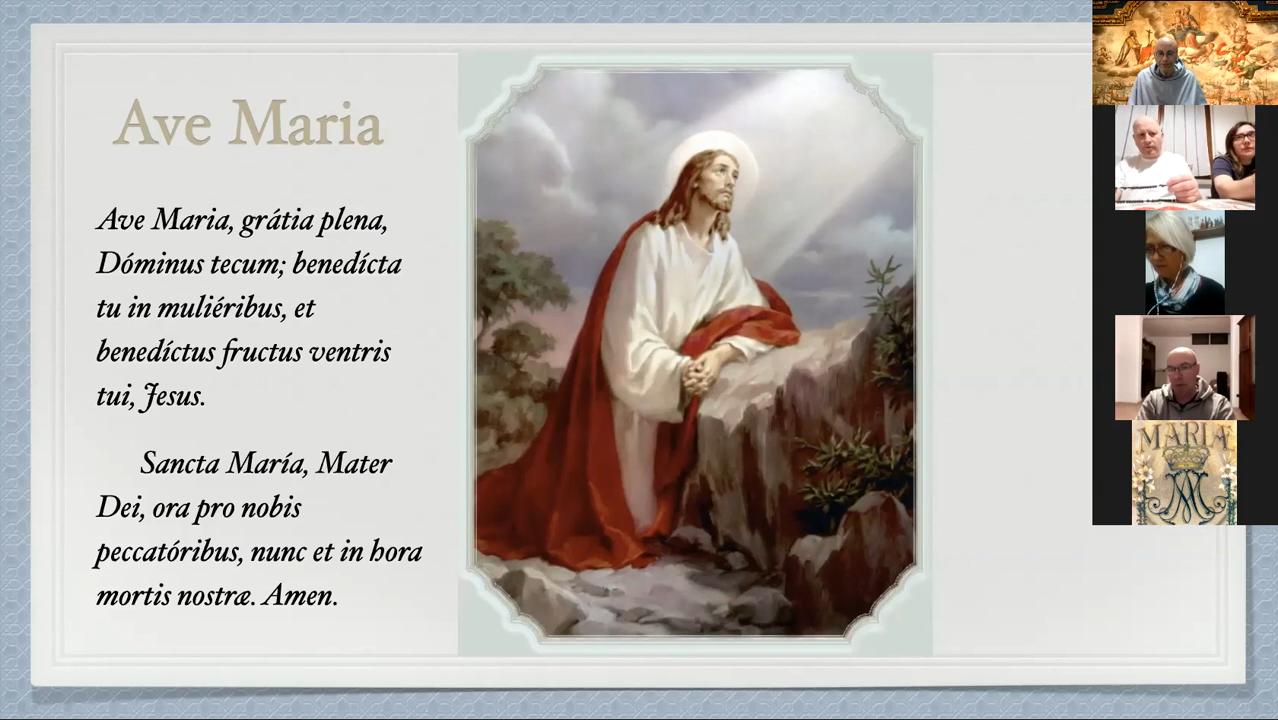 Ave Maria
Ave Maria, grátia plena,
Dóminus tecum; benedícta
tu in muliéribus, et
benedíctus fructus ventris
tui, Jesus.
Sancta María, Mater
Dei, ora pro nobis
peccatóribus, nunc et in hora
mortis nostræ. Amen.
MARIA